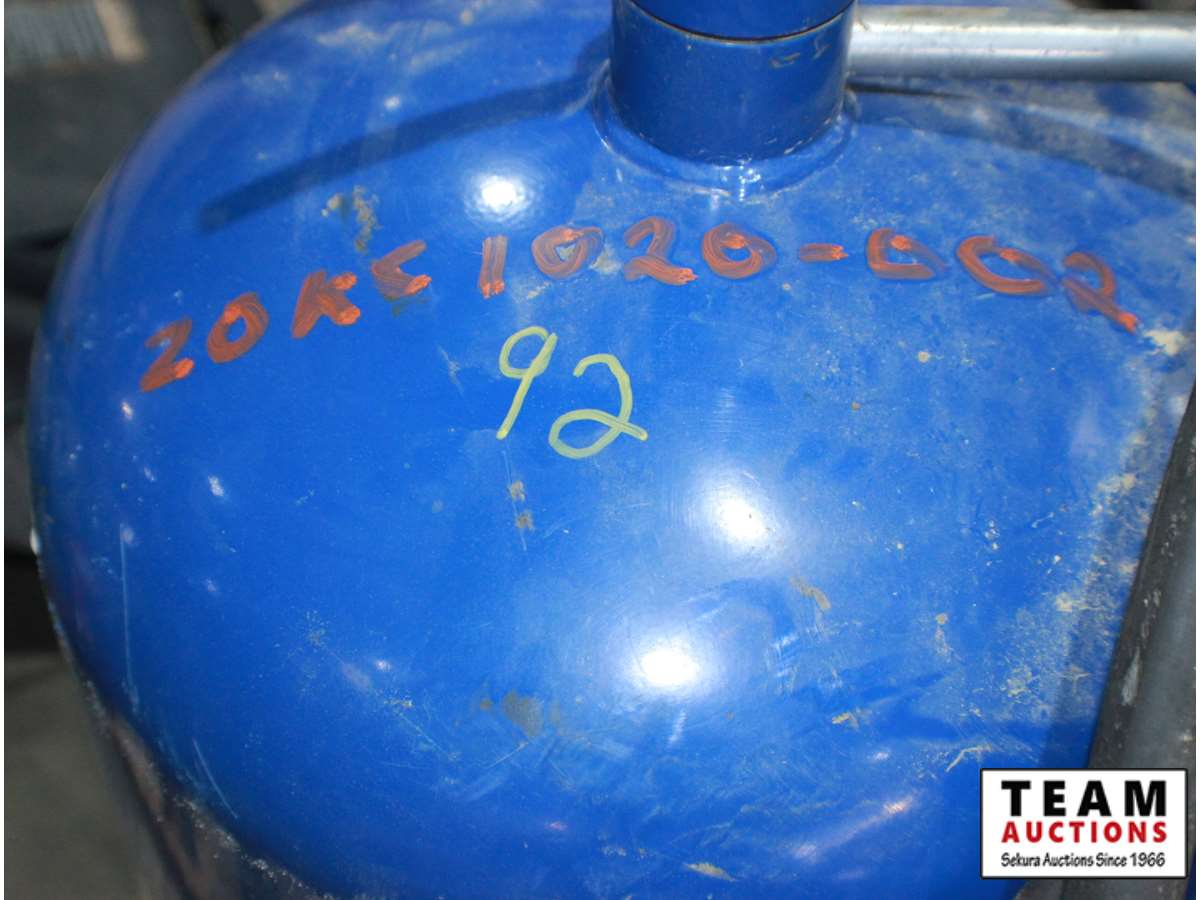 20KC1020-002
92
TEAM
AUCTIONS
Sekura Auctions Since 1966